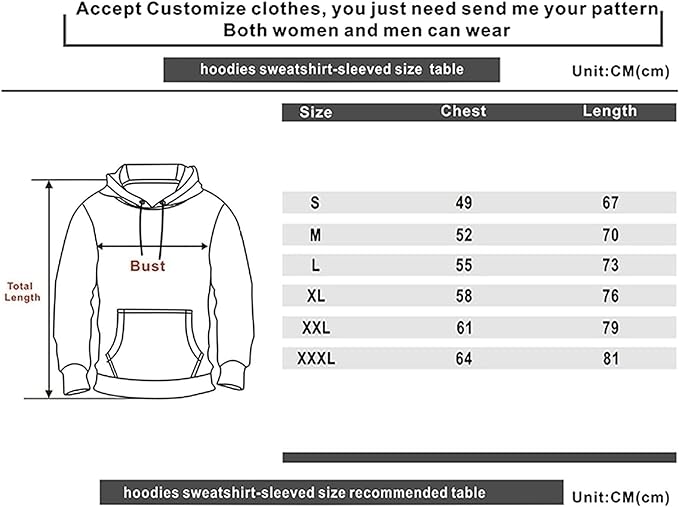 Accept Customize clothes, you just need send me your pattern
Both women and men can wear
hoodies sweatshirt-sleeved size table
Unit:CM(cm)
Size Chest Length
S 49 67
M 52 70
L 55 73
XL 58 76
XXL 61 79
XXXL 64 81
Bust
Total
Length
hoodies sweatshirt-sleeved size recommended table
Unit:CM(cm)